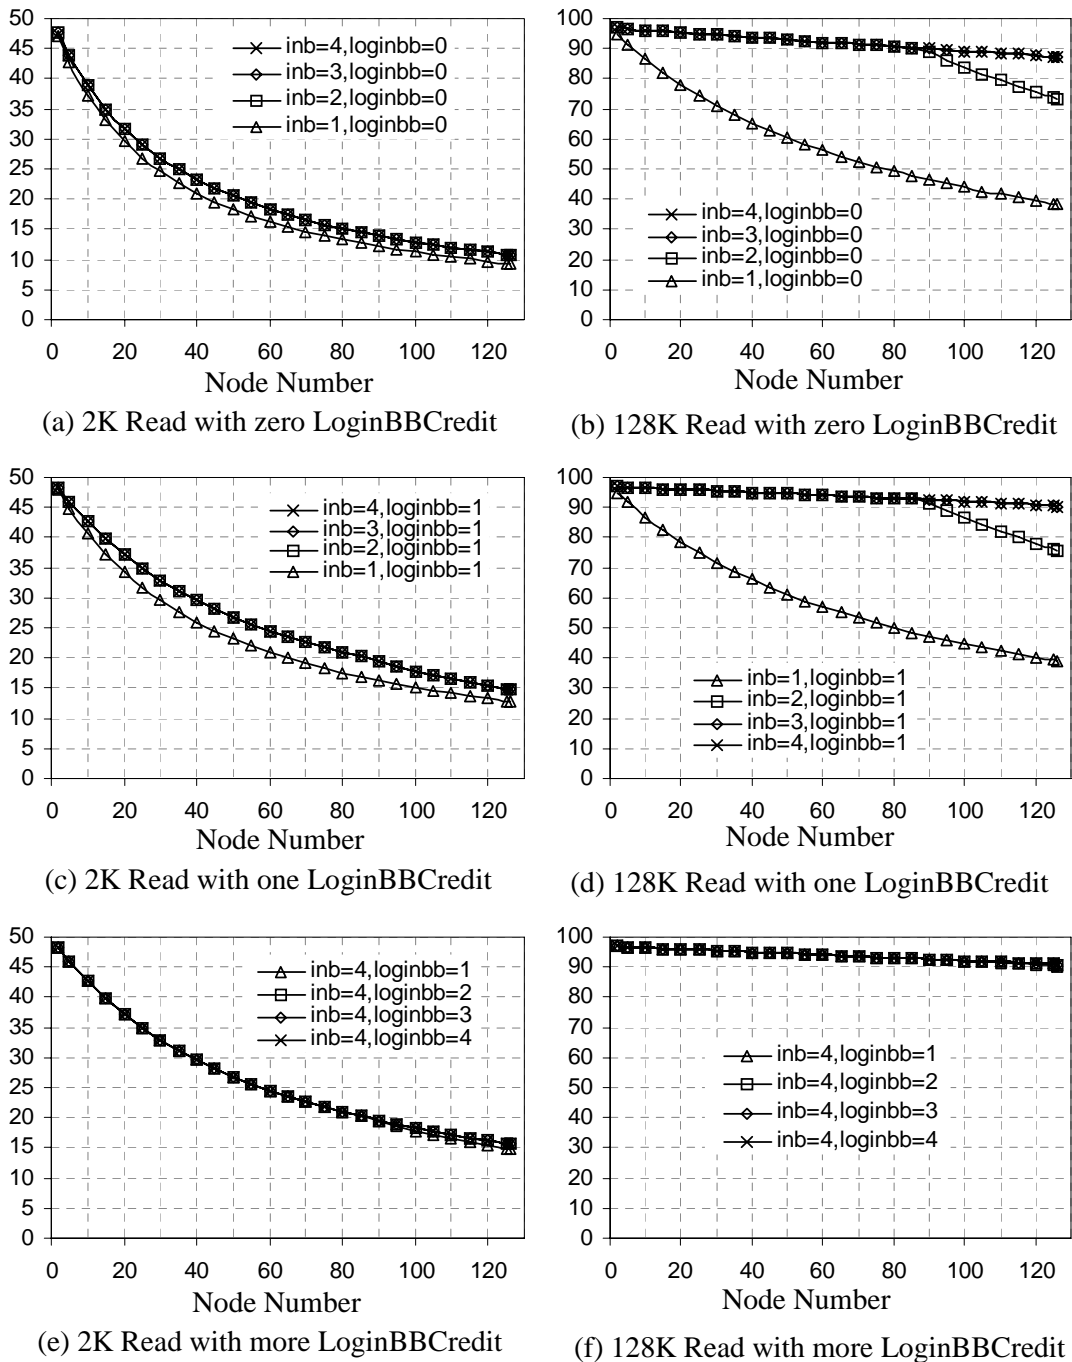 50
45
40
35
30
25
20
15
10
5
0
inb=4,loginbb=0
inb=3,loginbb=0
inb=2,loginbb=0
inb=1,loginbb=0
0 20 40 60 80 100 120
Node Number
(a) 2K Read with zero LoginBBCredit
100
90
80
70
60
50
40
30
20
10
0
inb=4,loginbb=0
inb=3,loginbb=0
inb=2,loginbb=0
inb=1,loginbb=0
0 20 40 60 80 100 120
Node Number
(b) 128K Read with zero LoginBBCredit
50
45
40
35
30
25
20
15
10
5
0
inb=4,loginbb=1
inb=3,loginbb=1
inb=2,loginbb=1
inb=1,loginbb=1
0 20 40 60 80 100 120
Node Number
(c) 2K Read with one LoginBBCredit
100
90
80
70
60
50
40
30
20
10
0
inb=1,loginbb=1
inb=2,loginbb=1
inb=3,loginbb=1
inb=4,loginbb=1
0 20 40 60 80 100 120
Node Number
(d) 128K Read with one LoginBBCredit
50
45
40
35
30
25
20
15
10
5
0
inb=4,loginbb=1
inb=4,loginbb=2
inb=4,loginbb=3
inb=4,loginbb=4
0 20 40 60 80 100 120
Node Number
(e) 2K Read with more LoginBBCredit
100
90
80
70
60
50
40
30
20
10
0
inb=4,loginbb=1
inb=4,loginbb=2
inb=4,loginbb=3
inb=4,loginbb=4
0 20 40 60 80 100 120
Node Number
(f) 128K Read with more LoginBBCredit